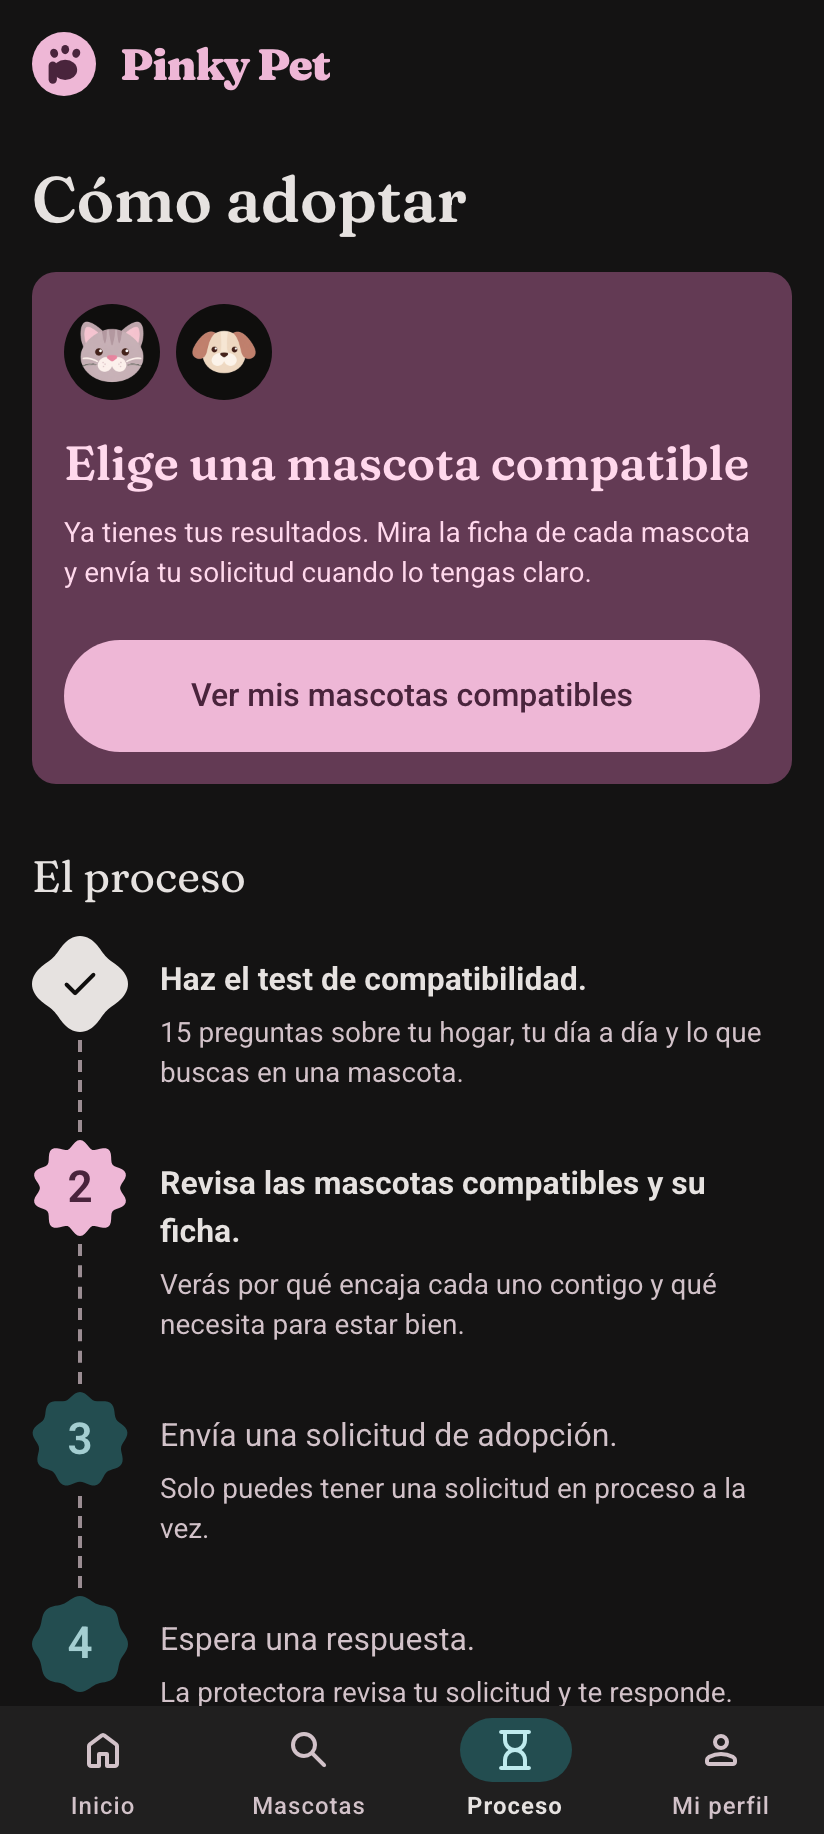 Pinky Pet
Cómo adoptar
Elige una mascota compatible
Ya tienes tus resultados. Mira la ficha de cada mascota
y envía tu solicitud cuando lo tengas claro.
Ver mis mascotas compatibles
El proceso
Haz el test de compatibilidad.
15 preguntas sobre tu hogar, tu día a día y lo que
buscas en una mascota.
2
Revisa las mascotas compatibles y su
ficha.
Verás por qué encaja cada uno contigo y qué
necesita para estar bien.
3
Envía una solicitud de adopción.
Solo puedes tener una solicitud en proceso a la
vez.
4
Espera una respuesta.
La protectora revisa tu solicitud y te responde.
Inicio
Mascotas
Proceso
Mi perfil